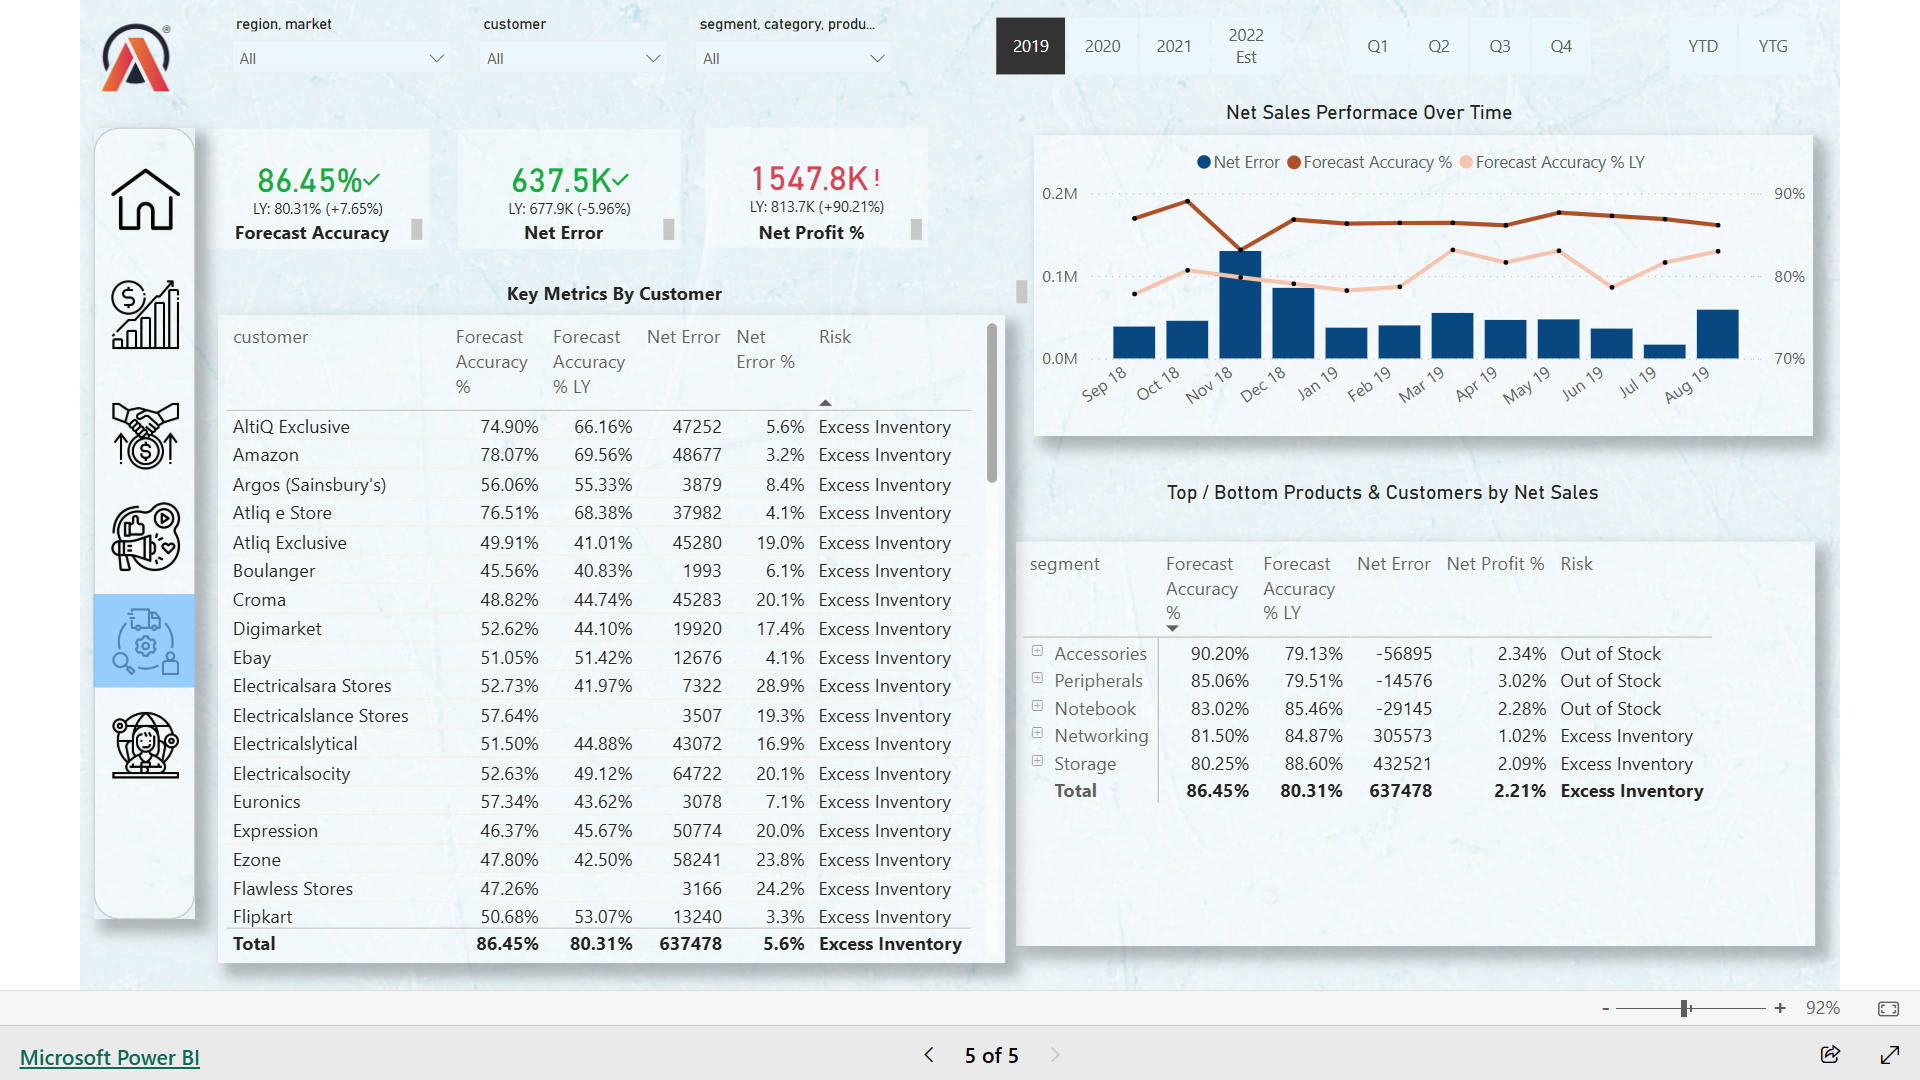 region, market
customer
segment, category, produ...
All
All
All
2019
2020
2021
2022
Est
Q1
Q2
Q3
Q4
YTD
YTG
®
86.45%
LY: 80.31% (+7.65%)
Forecast Accuracy
637.5K
LY: 677.9K (-5.96%)
Net Error
1547.8K !
LY: 813.7K (+90.21%)
Net Profit %
Net Sales Performace Over Time
Net Error Forecast Accuracy % Forecast Accuracy % LY
0.2M
0.1M
0.0M
90%
80%
70%
Sep 18 Oct 18 Nov 18 Dec 18 Jan 19 Feb 19 Mar 19 Apr 19 May 19 Jun 19 Jul 19 Aug 19
Key Metrics By Customer
customer Forecast Accuracy % Forecast Accuracy % LY Net Error Net Error % Risk
AltiQ Exclusive 74.90% 66.16% 47252 5.6% Excess Inventory
Amazon 78.07% 69.56% 48677 3.2% Excess Inventory
Argos (Sainsbury's) 56.06% 55.33% 3879 8.4% Excess Inventory
Atliq e Store 76.51% 68.38% 37982 4.1% Excess Inventory
Atliq Exclusive 49.91% 41.01% 45280 19.0% Excess Inventory
Boulanger 45.56% 40.83% 1993 6.1% Excess Inventory
Croma 48.82% 44.74% 45283 20.1% Excess Inventory
Digimarket 52.62% 44.10% 19920 17.4% Excess Inventory
Ebay 51.05% 51.42% 12676 4.1% Excess Inventory
Electricalsara Stores 52.73% 41.97% 7322 28.9% Excess Inventory
Electricalslance Stores 57.64% 3507 19.3% Excess Inventory
Electricalslytical 51.50% 44.88% 43072 16.9% Excess Inventory
Electricalsocity 52.63% 49.12% 64722 20.1% Excess Inventory
Euronics 57.34% 43.62% 3078 7.1% Excess Inventory
Expression 46.37% 45.67% 50774 20.0% Excess Inventory
Ezone 47.80% 42.50% 58241 23.8% Excess Inventory
Flawless Stores 47.26% 3166 24.2% Excess Inventory
Flipkart 50.68% 53.07% 13240 3.3% Excess Inventory
Total 86.45% 80.31% 637478 5.6% Excess Inventory
Top / Bottom Products & Customers by Net Sales
segment Forecast Accuracy % Forecast Accuracy % LY Net Error Net Profit % Risk
Accessories 90.20% 79.13% -56895 2.34% Out of Stock
Peripherals 85.06% 79.51% -14576 3.02% Out of Stock
Notebook 83.02% 85.46% -29145 2.28% Out of Stock
Networking 81.50% 84.87% 305573 1.02% Excess Inventory
Storage 80.25% 88.60% 432521 2.09% Excess Inventory
Total 86.45% 80.31% 637478 2.21% Excess Inventory
- + 92%
Microsoft Power BI
5 of 5